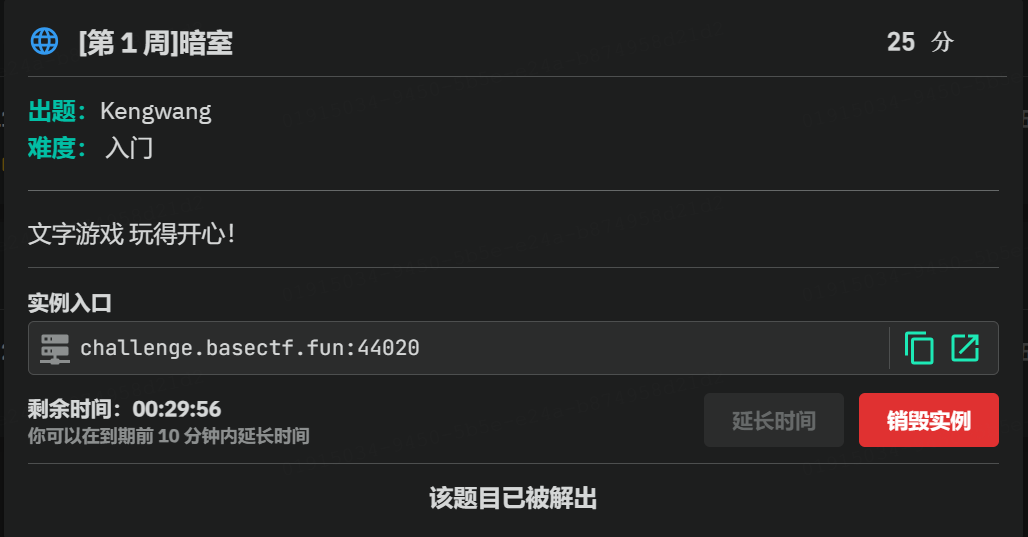 [第 1 周]暗室
25 分
出题：Kengwang
难度： 入门
文字游戏 玩得开心！
实例入口
challenge.basectf.fun:44020
剩余时间：00:29:56
你可以在到期前 10 分钟内延长时间
延长时间
销毁实例
该题目已被解出